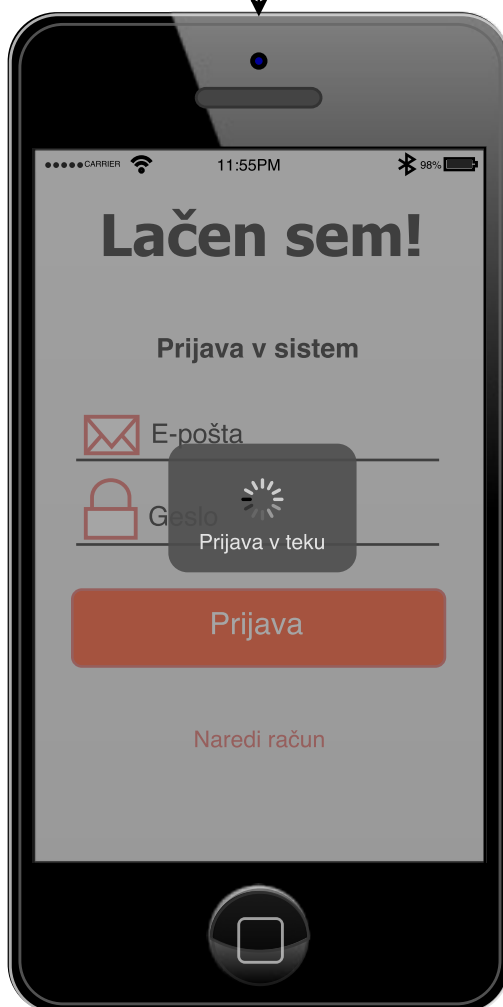 CARRIER 11:55PM 98%
Lačen sem!
Prijava v sistem
E-pošta
Geslo
Prijava v teku
Prijava
Naredi račun